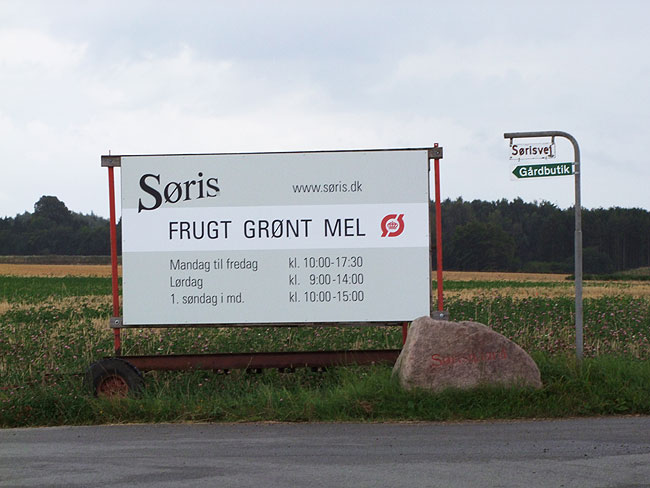 Søris
www.søris.dk
FRUGT GRØNT MEL Ø
Mandag til fredag kl. 10:00-17:30
Lørdag kl. 9:00-14:00
1. søndag i md. kl. 10:00-15:00
Sørisvej
Gårdbutik